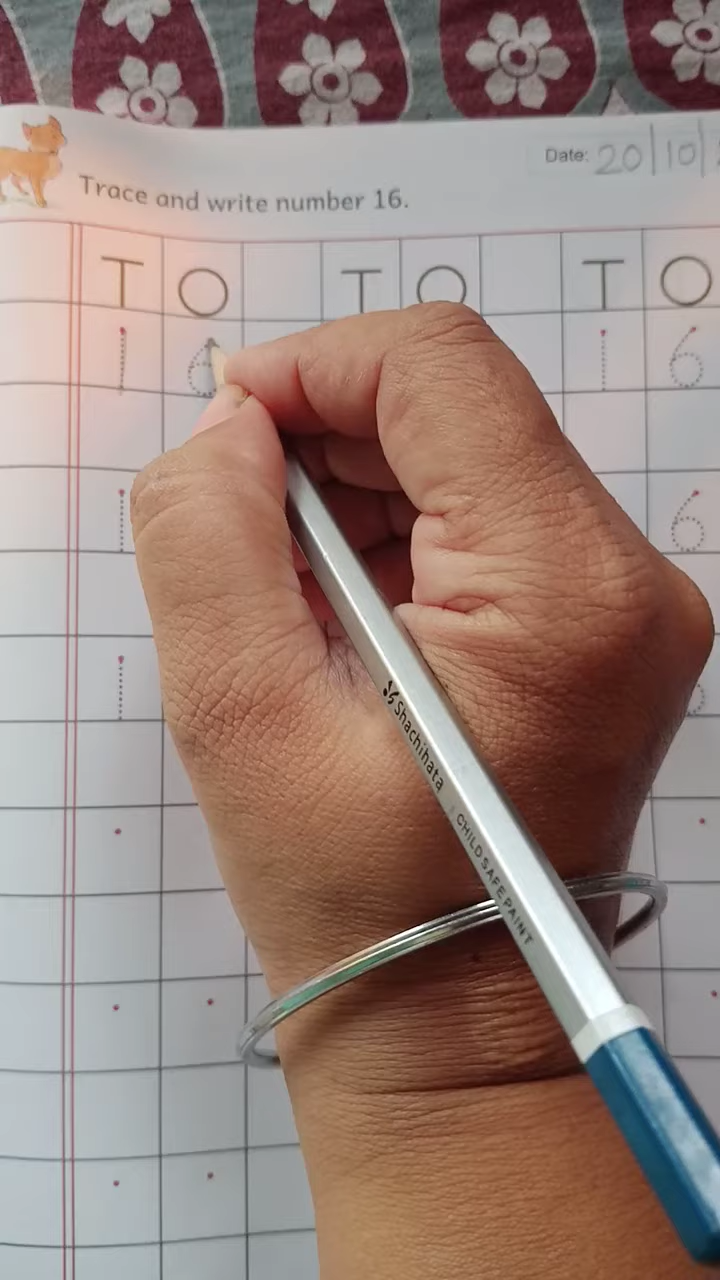 Date: 20|10|
Trace and write number 16.
T O T O T O
1 6 1 6
1 6
1
Shachihata CHILD SAFE PAINT